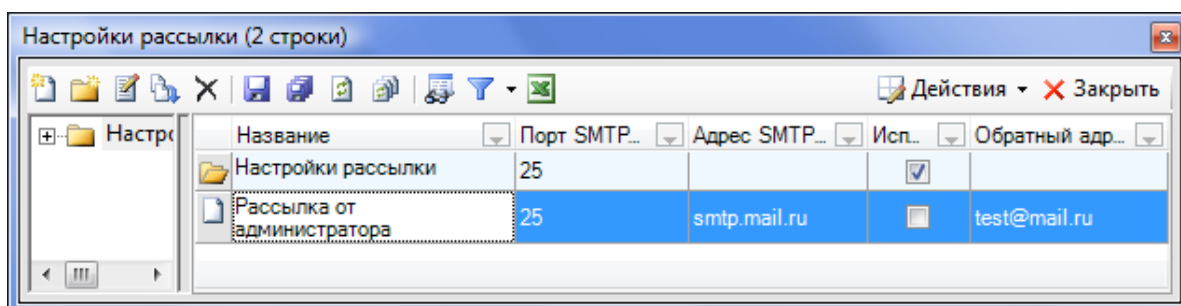 Настройки рассылки (2 строки)
Действия Закрыть
Настро
Название Порт SMTP... Адрес SMTP... Исп... Обратный адр...
Настройки рассылки 25
Рассылка от
администратора 25 smtp.mail.ru test@mail.ru